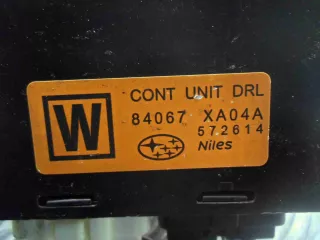 W
CONT UNIT DRL
84067 XA04A
572614
Niles